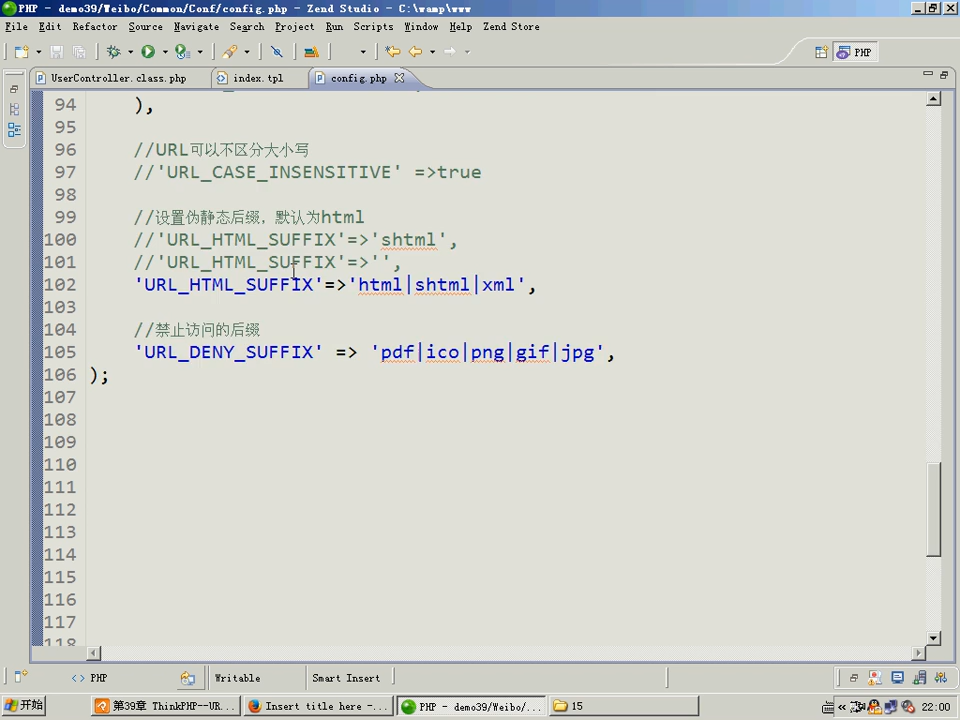 PHP - demo39/Weibo/Common/Conf/config.php - Zend Studio - C:\wamp\www
File Edit Refactor Source Navigate Search Project Run Scripts Window Help Zend Store
PHP
UserController.class.php index.tpl config.php
94 ),
95
96 //URL可以不区分大小写
97 //'URL_CASE_INSENSITIVE' =>true
98
99 //设置伪静态后缀，默认为html
100 //'URL_HTML_SUFFIX'=>'shtml',
101 //'URL_HTML_SUFFIX'=>'',
102 'URL_HTML_SUFFIX'=>'html|shtml|xml',
103
104 //禁止访问的后缀
105 'URL_DENY_SUFFIX' => 'pdf|ico|png|gif|jpg',
106 );
107
108
109
110
111
112
113
114
115
116
117
118
<> PHP Writable Smart Insert
开始 第39章 ThinkPHP--UR... Insert title here -... PHP - demo39/Weibo/... 15 « 22:00